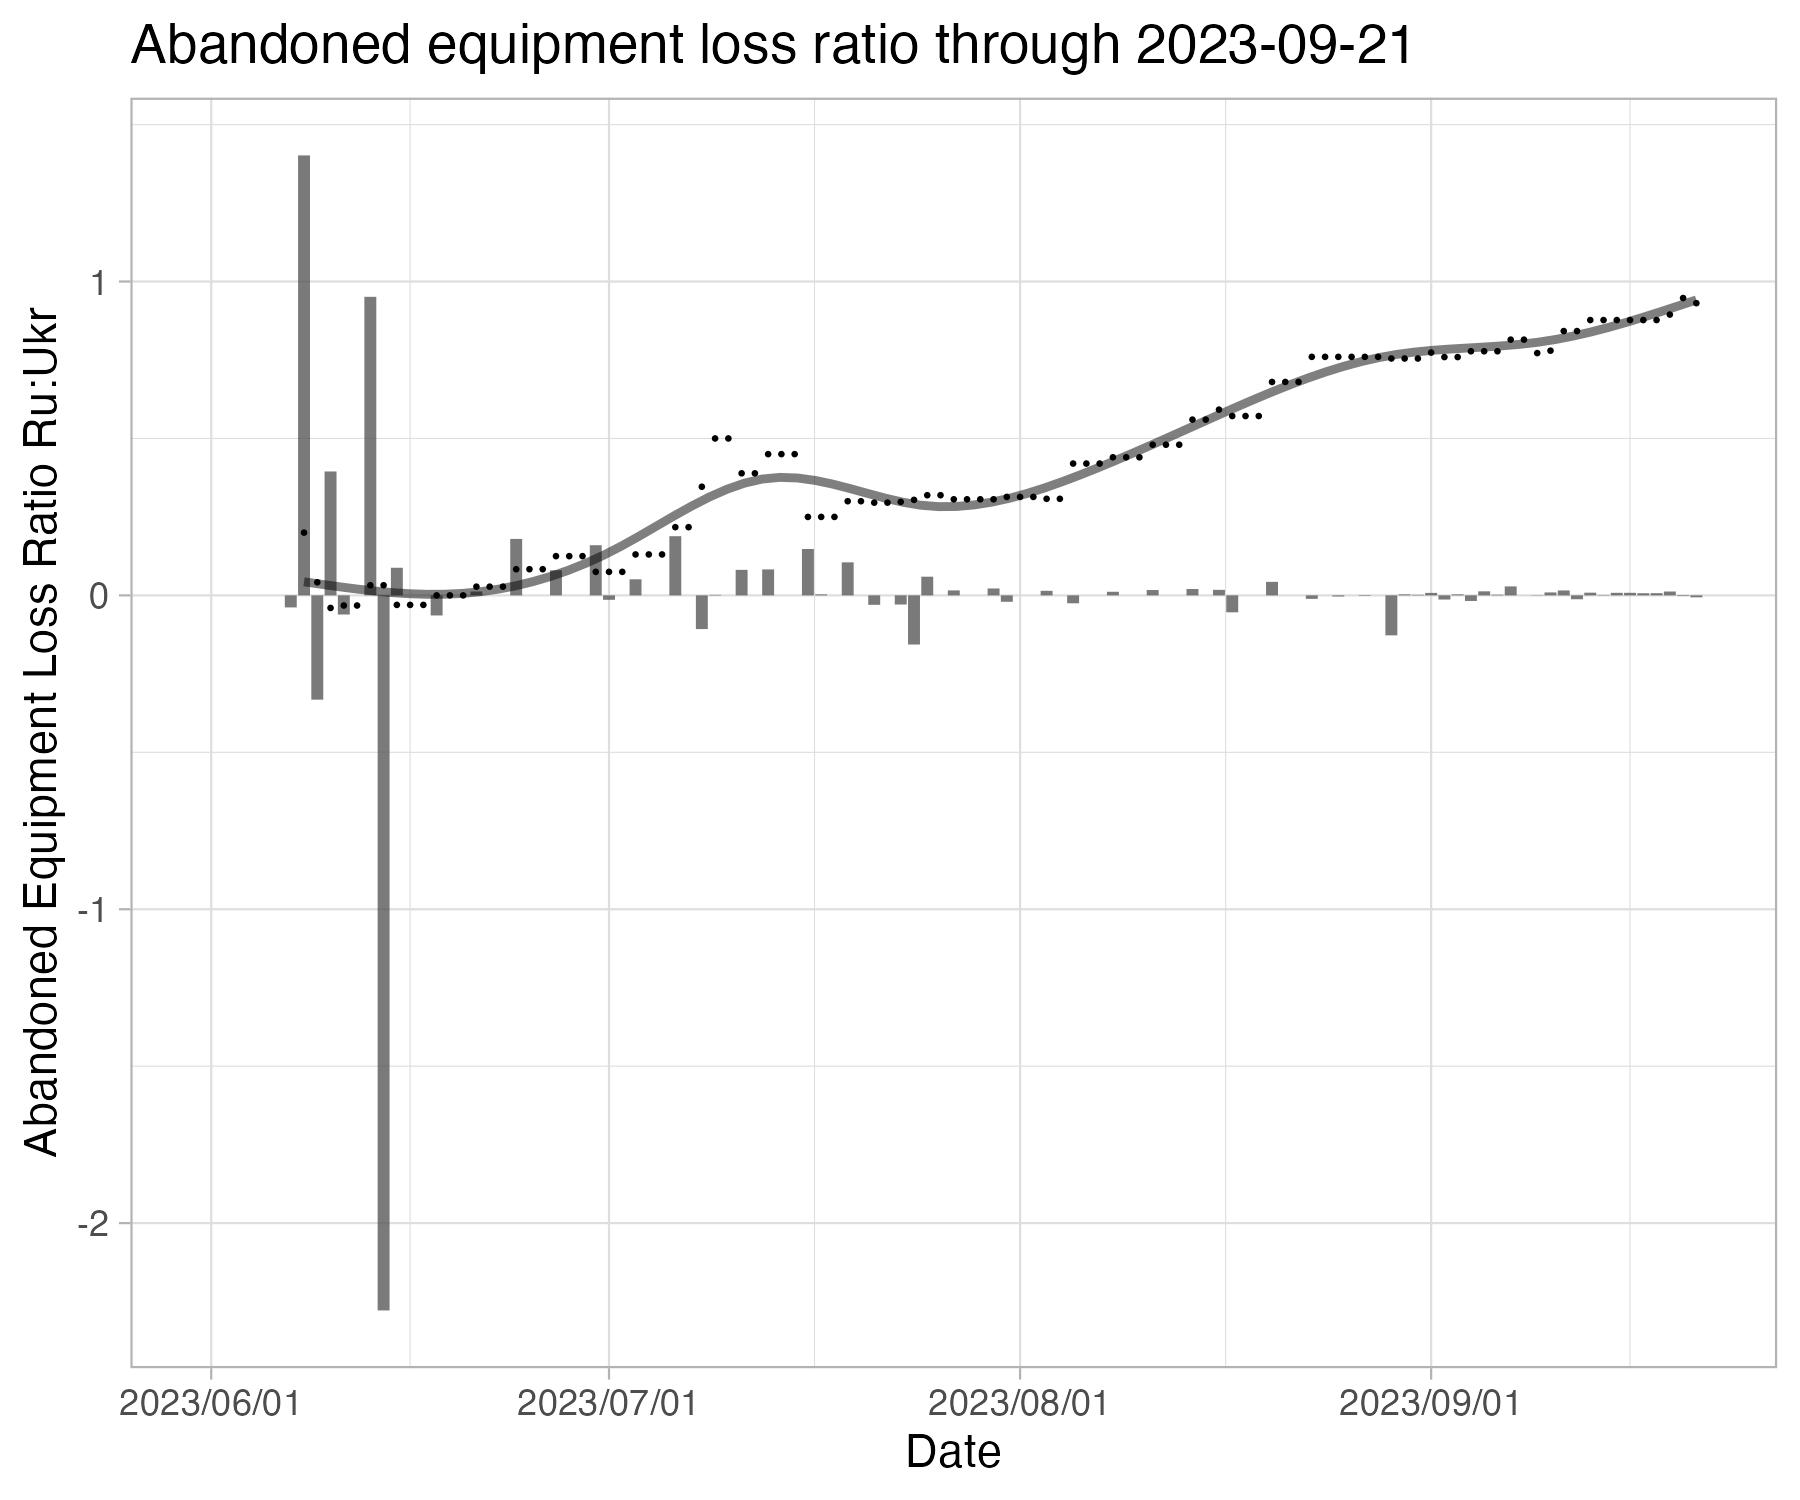 Abandoned equipment loss ratio through 2023-09-21
Abandoned Equipment Loss Ratio Ru:Ukr
1
0
-1
-2
2023/06/01
2023/07/01
2023/08/01
2023/09/01
Date